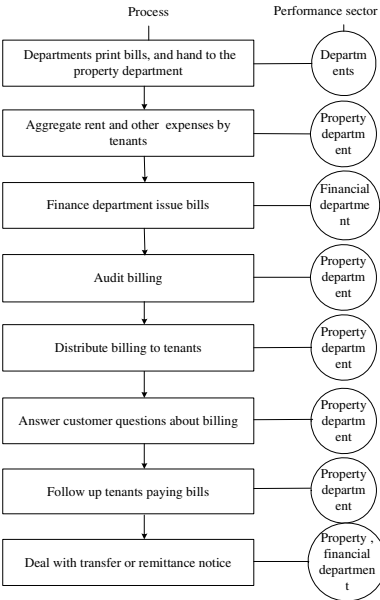 Process
Performance sector
Departments print bills, and hand to the
property department
Departm
ents
Aggregate rent and other expenses by
tenants
Property
departm
ent
Finance department issue bills
Financial
departme
nt
Audit billing
Property
departm
ent
Distribute billing to tenants
Property
departm
ent
Answer customer questions about billing
Property
departm
ent
Follow up tenants paying bills
Property
departm
ent
Deal with transfer or remittance notice
Property ,
financial
departmen
t